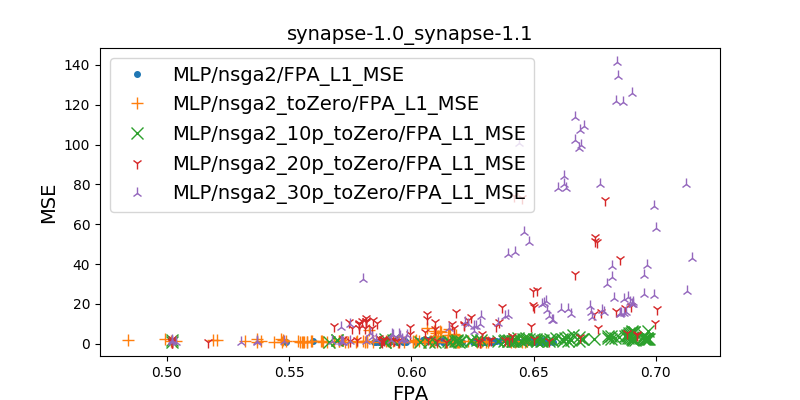 synapse-1.0_synapse-1.1
MLP/nsga2/FPA_L1_MSE
MLP/nsga2_toZero/FPA_L1_MSE
MLP/nsga2_10p_toZero/FPA_L1_MSE
MLP/nsga2_20p_toZero/FPA_L1_MSE
MLP/nsga2_30p_toZero/FPA_L1_MSE
MSE
140
120
100
80
60
40
20
0
0.50 0.55 0.60 0.65 0.70
FPA